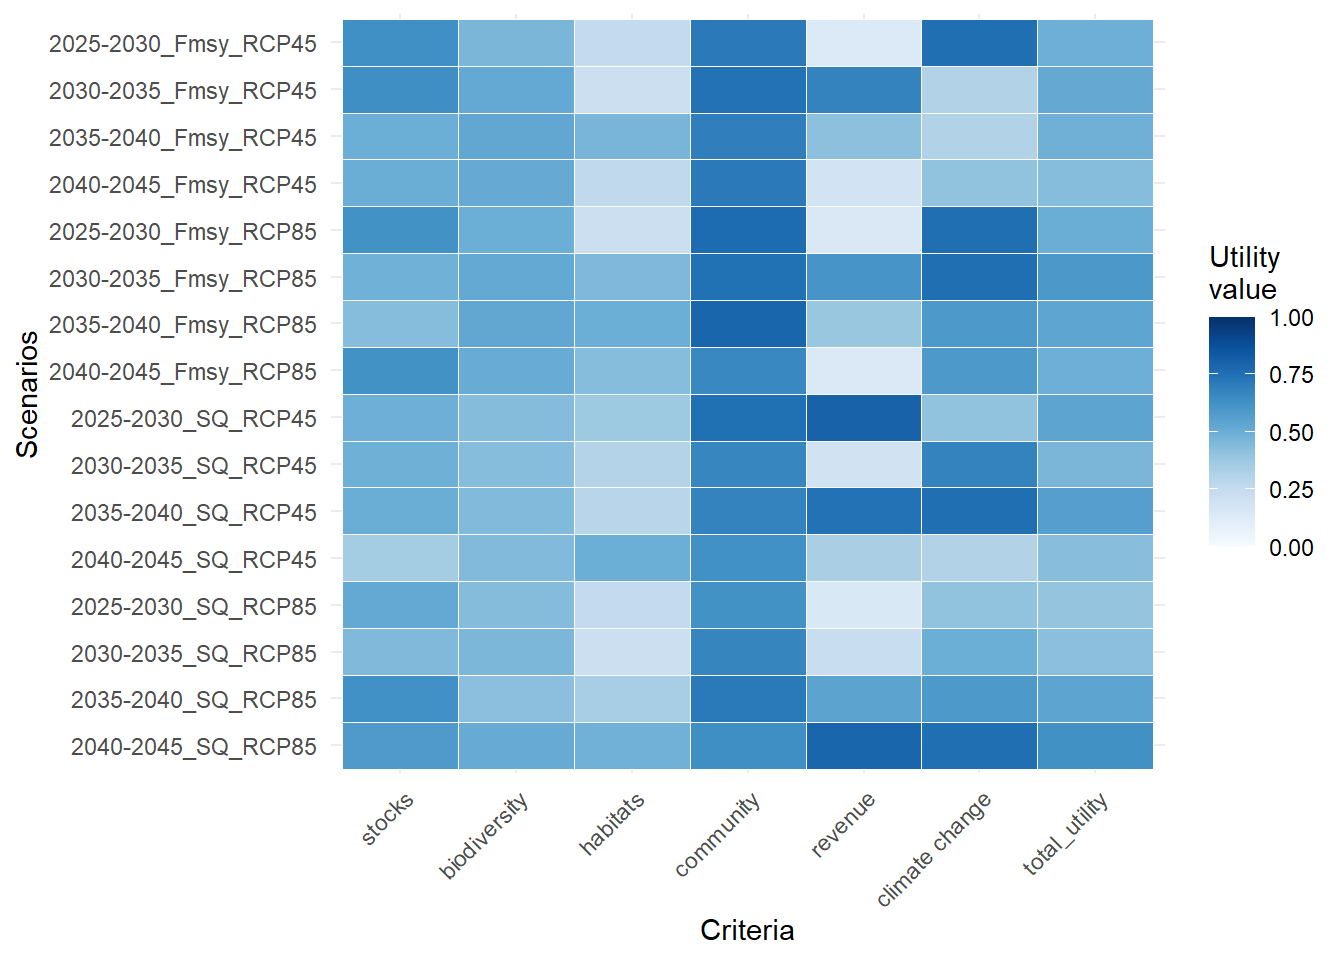 2025-2030_Fmsy_RCP45
2030-2035_Fmsy_RCP45
2035-2040_Fmsy_RCP45
2040-2045_Fmsy_RCP45
2025-2030_Fmsy_RCP85
2030-2035_Fmsy_RCP85
2035-2040_Fmsy_RCP85
2040-2045_Fmsy_RCP85
2025-2030_SQ_RCP45
2030-2035_SQ_RCP45
2035-2040_SQ_RCP45
2040-2045_SQ_RCP45
2025-2030_SQ_RCP85
2030-2035_SQ_RCP85
2035-2040_SQ_RCP85
2040-2045_SQ_RCP85
Scenarios
stocks
biodiversity
habitats
community
revenue
climate change
total_utility
Criteria
Utility
value
1.00
0.75
0.50
0.25
0.00